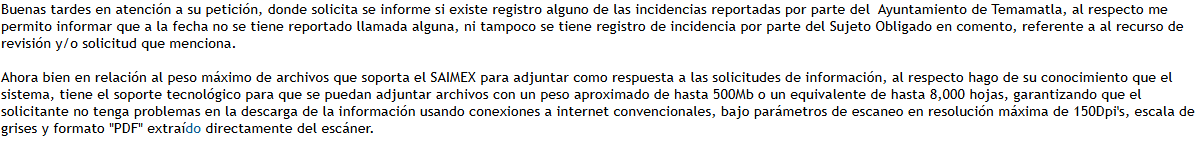 Buenas tardes en atención a su petición, donde solicita se informe si existe registro alguno de las incidencias reportadas por parte del  Ayuntamiento de Temamatla, al respecto me
permito informar que a la fecha no se tiene reportado llamada alguna, ni tampoco se tiene registro de incidencia por parte del Sujeto Obligado en comento, referente a al recurso de
revisión y/o solicitud que menciona.
Ahora bien en relación al peso máximo de archivos que soporta el SAIMEX para adjuntar como respuesta a las solicitudes de información, al respecto hago de su conocimiento que el
sistema, tiene el soporte tecnológico para que se puedan adjuntar archivos con un peso aproximado de hasta 500Mb o un equivalente de hasta 8,000 hojas, garantizando que el
solicitante no tenga problemas en la descarga de la información usando conexiones a internet convencionales, bajo parámetros de escaneo en resolución máxima de 150Dpi's, escala de
grises y formato "PDF" extraído directamente del escáner.